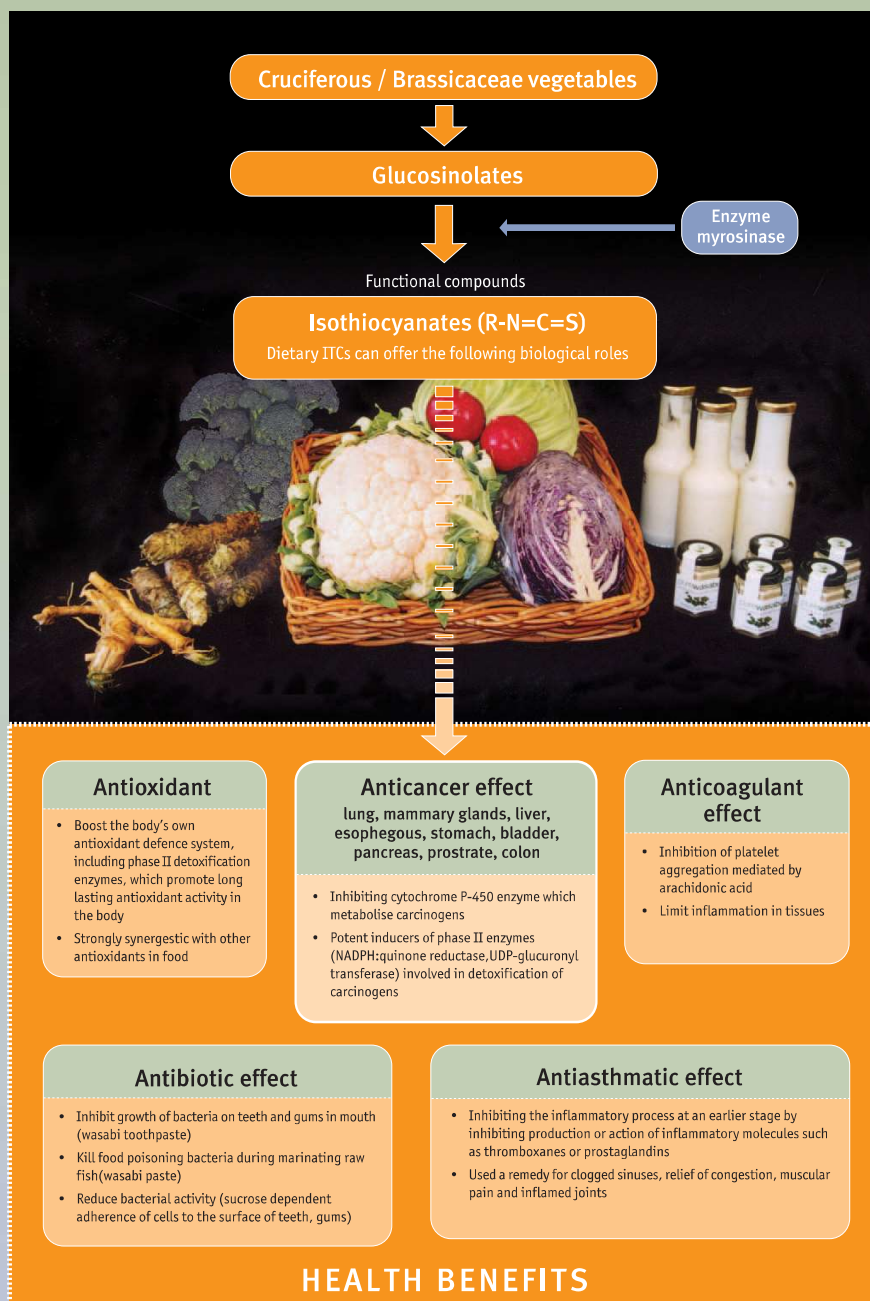 Cruciferous / Brassicaceae vegetables
Glucosinolates
Enzyme
myrosinase
Functional compounds
Isothiocyanates (R-N=C=S)
Dietary ITCs can offer the following biological roles
Antioxidant
• Boost the body's own
antioxidant defence system,
including phase II detoxification
enzymes, which promote long
lasting antioxidant activity in
the body
• Strongly synergestic with other
antioxidants in food
Anticancer effect
lung, mammary glands, liver,
esophegous, stomach, bladder,
pancreas, prostrate, colon
• Inhibiting cytochrome P-450 enzyme which
metabolise carcinogens
• Potent inducers of phase II enzymes
(NADPH:quinone reductase,UDP-glucuronyl
transferase) involved in detoxification of
carcinogens
Anticoagulant
effect
• Inhibition of platelet
aggregation mediated by
arachidonic acid
• Limit inflammation in tissues
Antibiotic effect
• Inhibit growth of bacteria on teeth and gums in mouth
(wasabi toothpaste)
• Kill food poisoning bacteria during marinating raw
fish(wasabi paste)
• Reduce bacterial activity (sucrose dependent
adherence of cells to the surface of teeth, gums)
Antiasthmatic effect
• Inhibiting the inflammatory process at an earlier stage by
inhibiting production or action of inflammatory molecules such
as thromboxanes or prostaglandins
• Used a remedy for clogged sinuses, relief of congestion, muscular
pain and inflamed joints
HEALTH BENEFITS